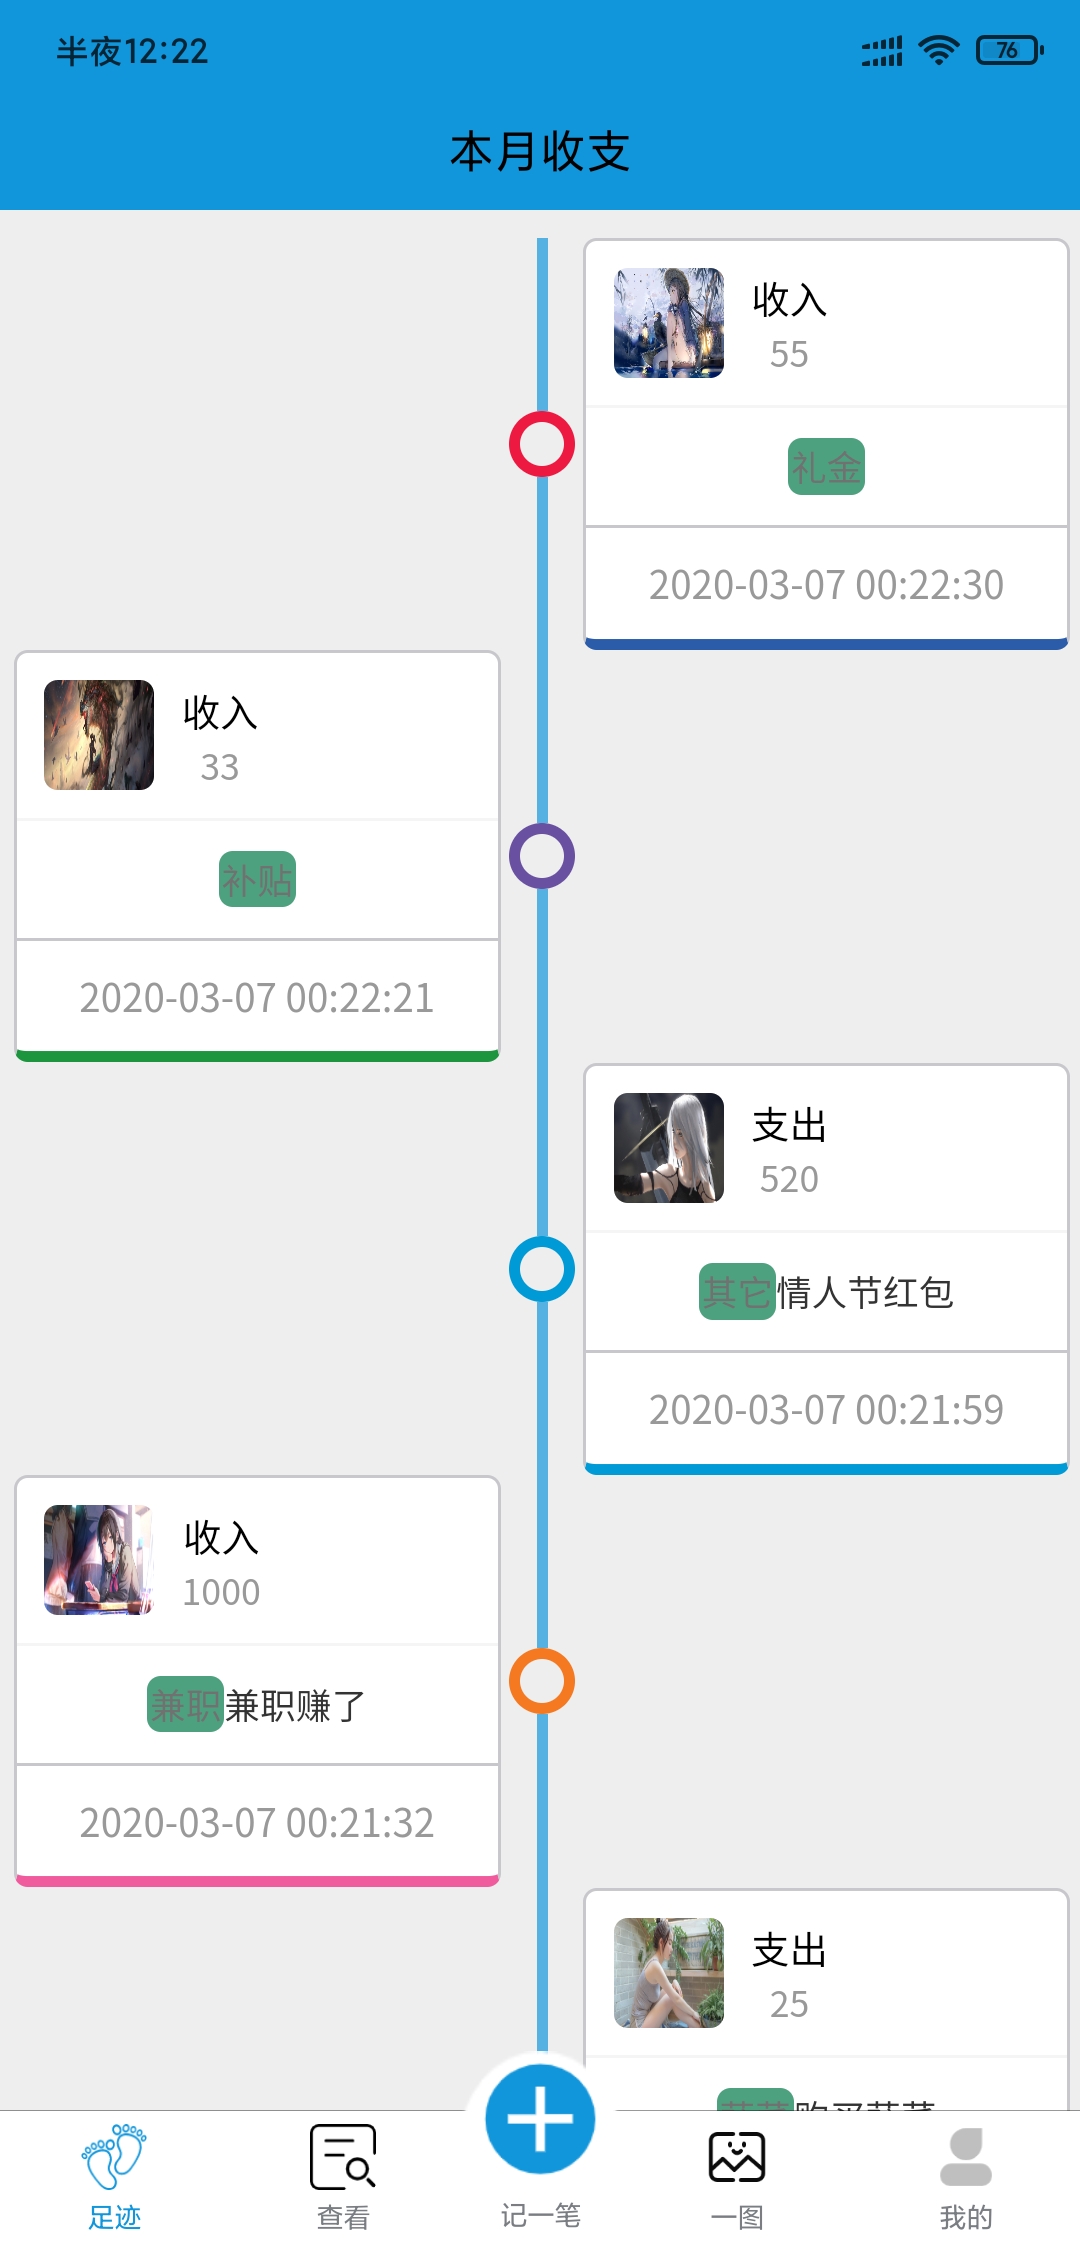 半夜12:22
76
本月收支
收入
55
礼金
2020-03-07 00:22:30
收入
33
补贴
2020-03-07 00:22:21
支出
520
其它情人节红包
2020-03-07 00:21:59
收入
1000
兼职兼职赚了
2020-03-07 00:21:32
支出
25
足迹
查看
记一笔
一图
我的